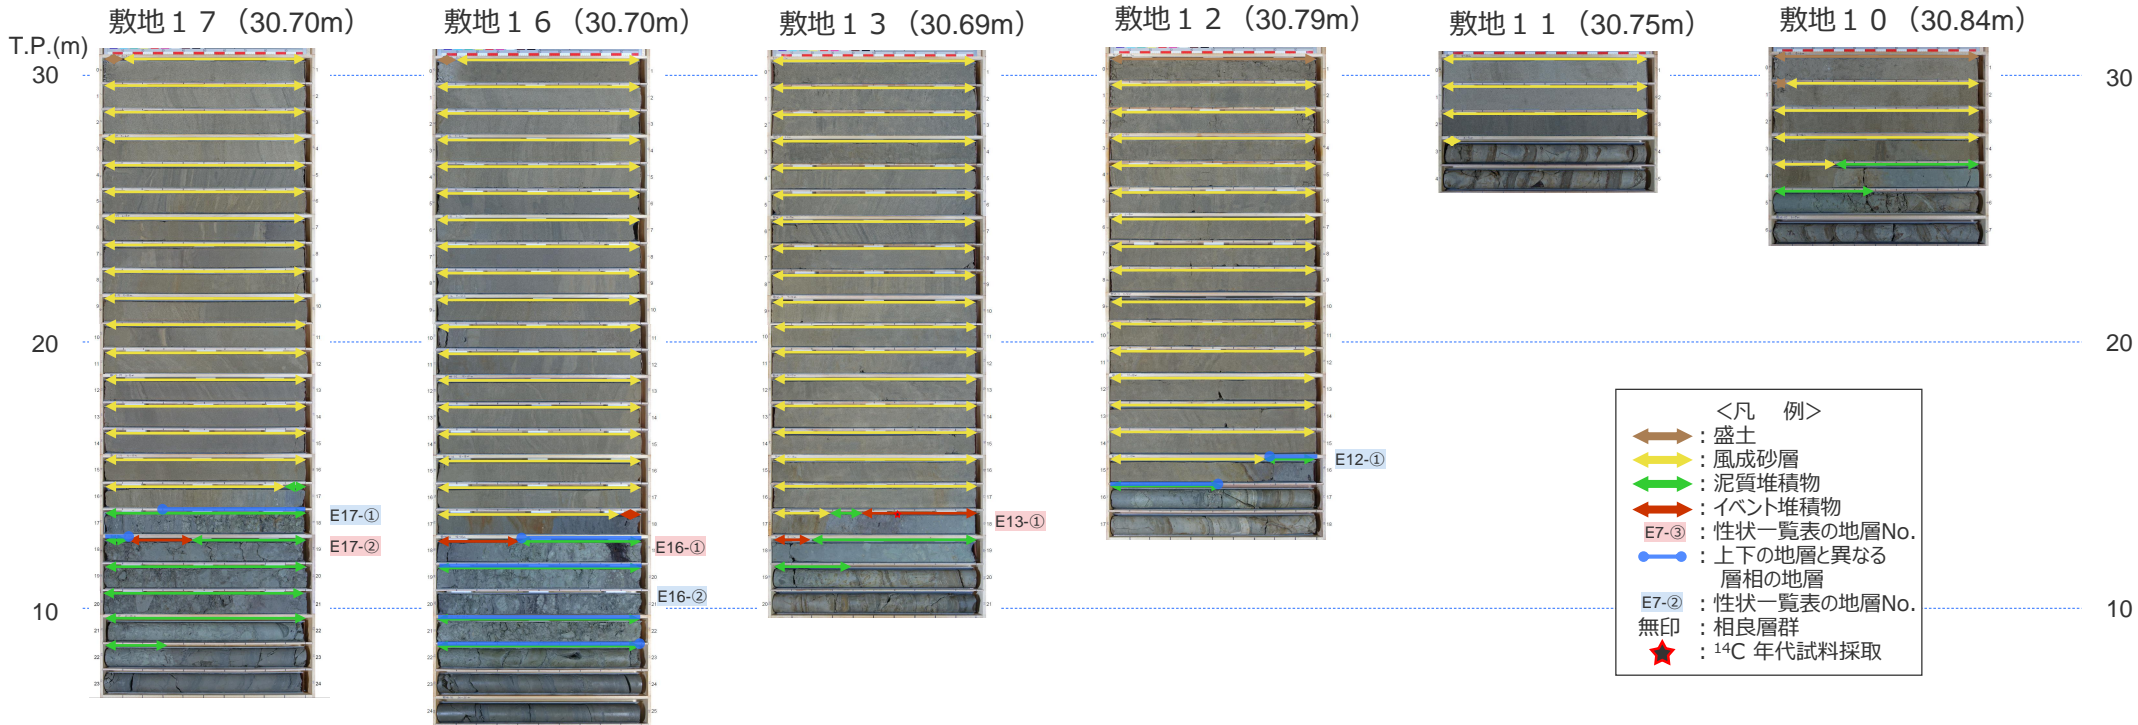 敷地１７（30.70m）
敷地１６（30.70m）
敷地１３（30.69m）
敷地１２（30.79m）
敷地１１（30.75m）
敷地１０（30.84m）
T.P.(m)
30
30
20
20
10
10
E17-①
E17-②
E16-①
E16-②
E13-①
E12-①
＜凡　例＞
：盛土
：風成砂層
：泥質堆積物
：イベント堆積物
E7-③：性状一覧表の地層No.
：上下の地層と異なる
層相の地層
E7-②：性状一覧表の地層No.
無印：相良層群
：¹⁴C 年代試料採取